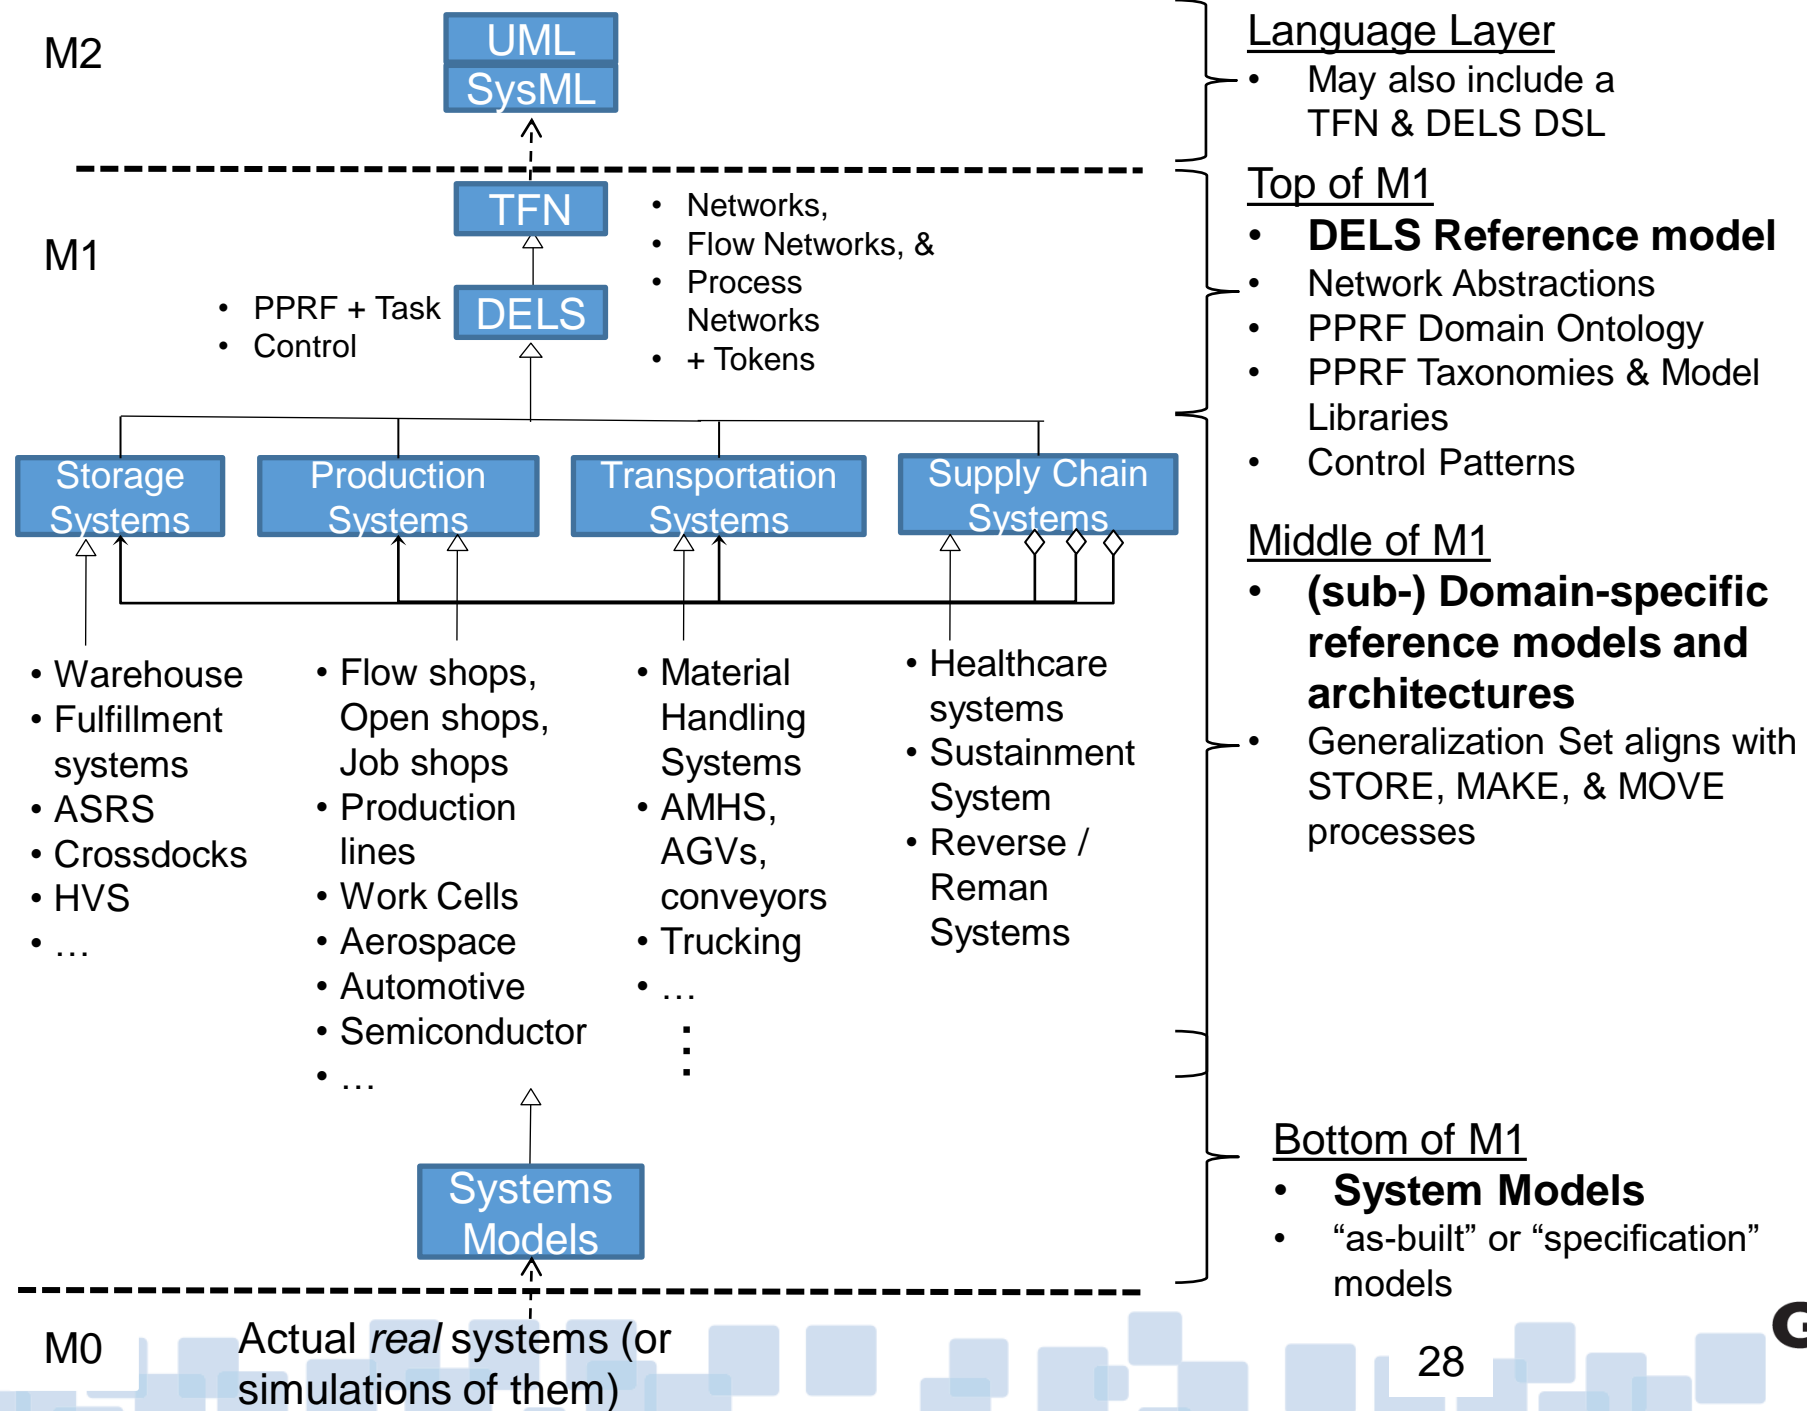 M2
UML
SysML
Language Layer
• May also include a
TFN & DELS DSL
M1
TFN
• Networks,
• Flow Networks, &
• Process
Networks
• + Tokens
• PPRF + Task
• Control
DELS
Top of M1
• DELS Reference model
• Network Abstractions
• PPRF Domain Ontology
• PPRF Taxonomies & Model
Libraries
• Control Patterns
Storage
Systems
Production
Systems
Transportation
Systems
Supply Chain
Systems
• Warehouse
• Fulfillment
systems
• ASRS
• Crossdocks
• HVS
• …
• Flow shops,
Open shops,
Job shops
• Production
lines
• Work Cells
• Aerospace
• Automotive
• Semiconductor
• …
• Material
Handling
Systems
• AMHS,
AGVs,
conveyors
• Trucking
• …
• Healthcare
systems
• Sustainment
System
• Reverse /
Reman
Systems
Middle of M1
• (sub-) Domain-specific
reference models and
architectures
• Generalization Set aligns with
STORE, MAKE, & MOVE
processes
Systems
Models
Bottom of M1
• System Models
• “as-built” or “specification”
models
M0
Actual real systems (or
simulations of them)
28
G